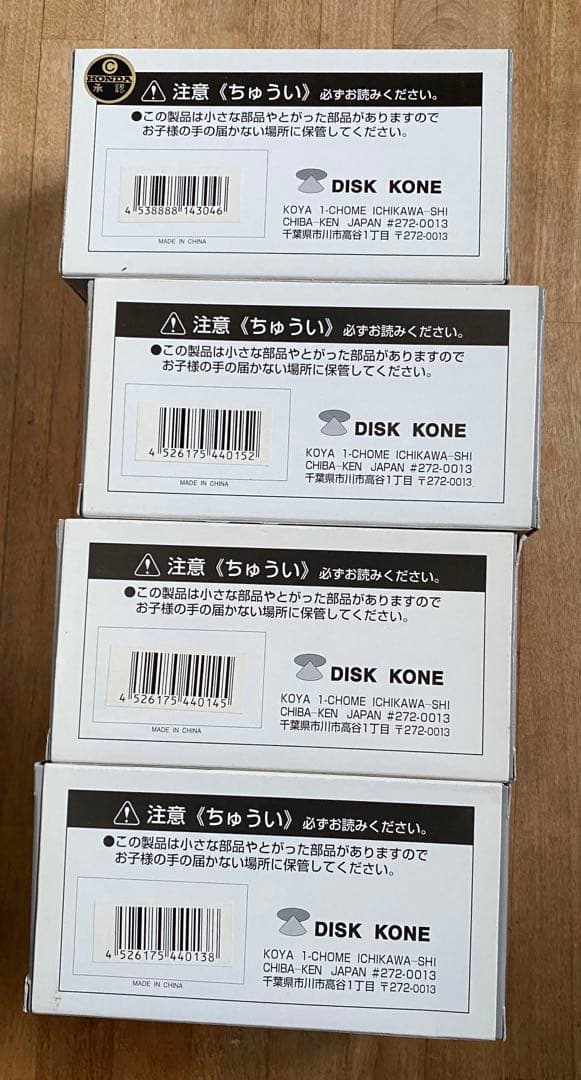 C
HONDA
承認
注意《ちゅうい》必ずお読みください。
●この製品は小さな部品やとがった部品がありますので
お子様の手の届かない場所に保管してください。
4 538888 143046
MADE IN CHINA
DISK KONE
KOYA 1-CHOME ICHIKAWA-SHI
CHIBA-KEN JAPAN #272-0013
千葉県市川市高谷1丁目 〒272-0013
注意《ちゅうい》必ずお読みください。
●この製品は小さな部品やとがった部品がありますので
お子様の手の届かない場所に保管してください。
4 526175 440152
MADE IN CHINA
DISK KONE
KOYA 1-CHOME ICHIKAWA-SHI
CHIBA-KEN JAPAN #272-0013
千葉県市川市高谷1丁目 〒272-0013
注意《ちゅうい》必ずお読みください。
●この製品は小さな部品やとがった部品がありますので
お子様の手の届かない場所に保管してください。
4 526175 440145
MADE IN CHINA
DISK KONE
KOYA 1-CHOME ICHIKAWA-SHI
CHIBA-KEN JAPAN #272-0013
千葉県市川市高谷1丁目 〒272-0013
注意《ちゅうい》必ずお読みください。
●この製品は小さな部品やとがった部品がありますので
お子様の手の届かない場所に保管してください。
4 526175 440138
MADE IN CHINA
DISK KONE
KOYA 1-CHOME ICHIKAWA-SHI
CHIBA-KEN JAPAN #272-0013
千葉県市川市高谷1丁目 〒272-0013